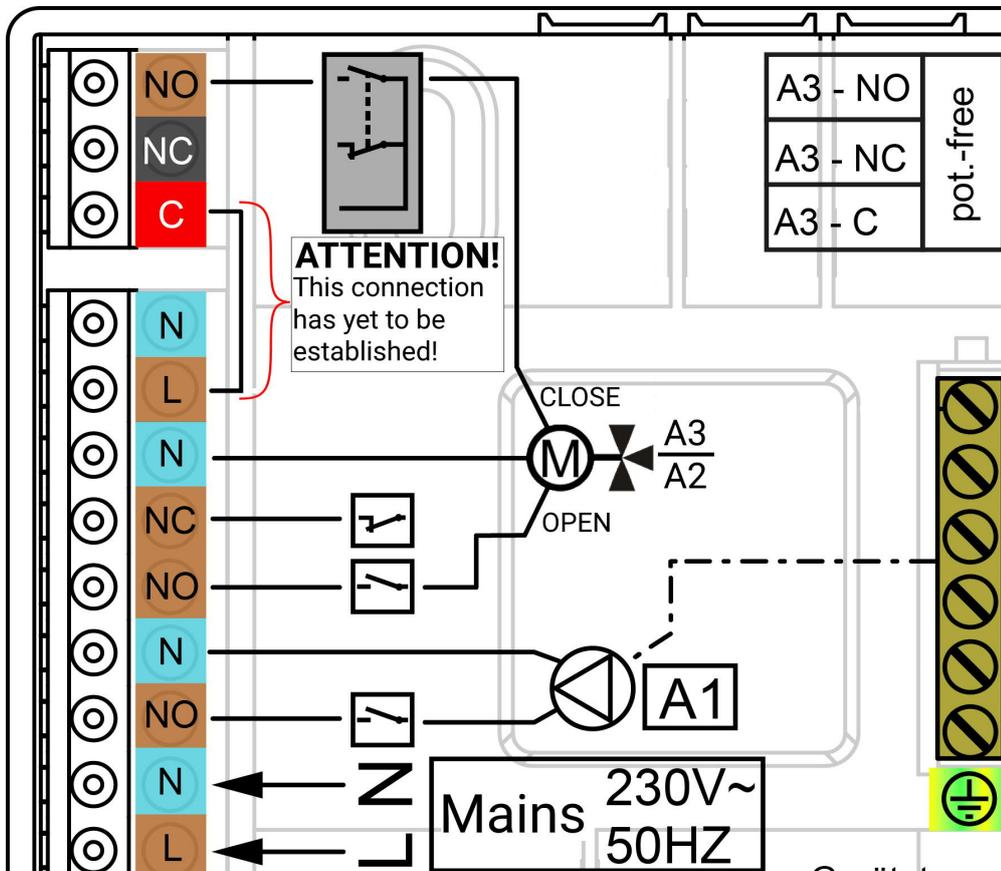 NO
NC
C
N
L
N
NC
NO
N
NO
N
L
ATTENTION!
This connection
has yet to be
established!
A3 - NO
A3 - NC
A3 - C
pot.-free
CLOSE
M
A3
A2
OPEN
A1
N
L
Mains
230V~
50HZ